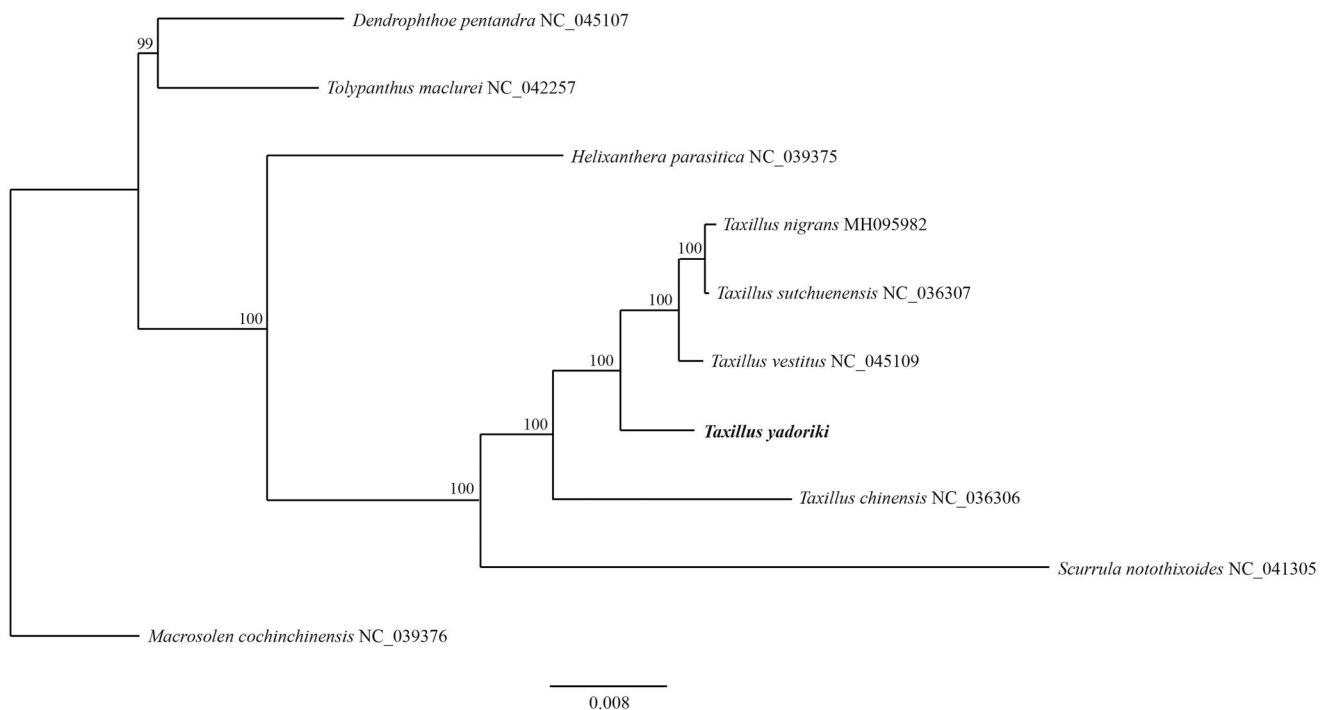 Dendrophthoe pentandra NC_045107
99
Tolypanthus maclurei NC_042257
Helixanthera parasitica NC_039375
Taxillus nigrans MH095982
100
Taxillus sutchuenensis NC_036307
100
100
Taxillus vestitus NC_045109
100
Taxillus yadoriki
100
100
Taxillus chinensis NC_036306
Scurrula notothixoides NC_041305
Macrosolen cochinchinensis NC_039376
0.008